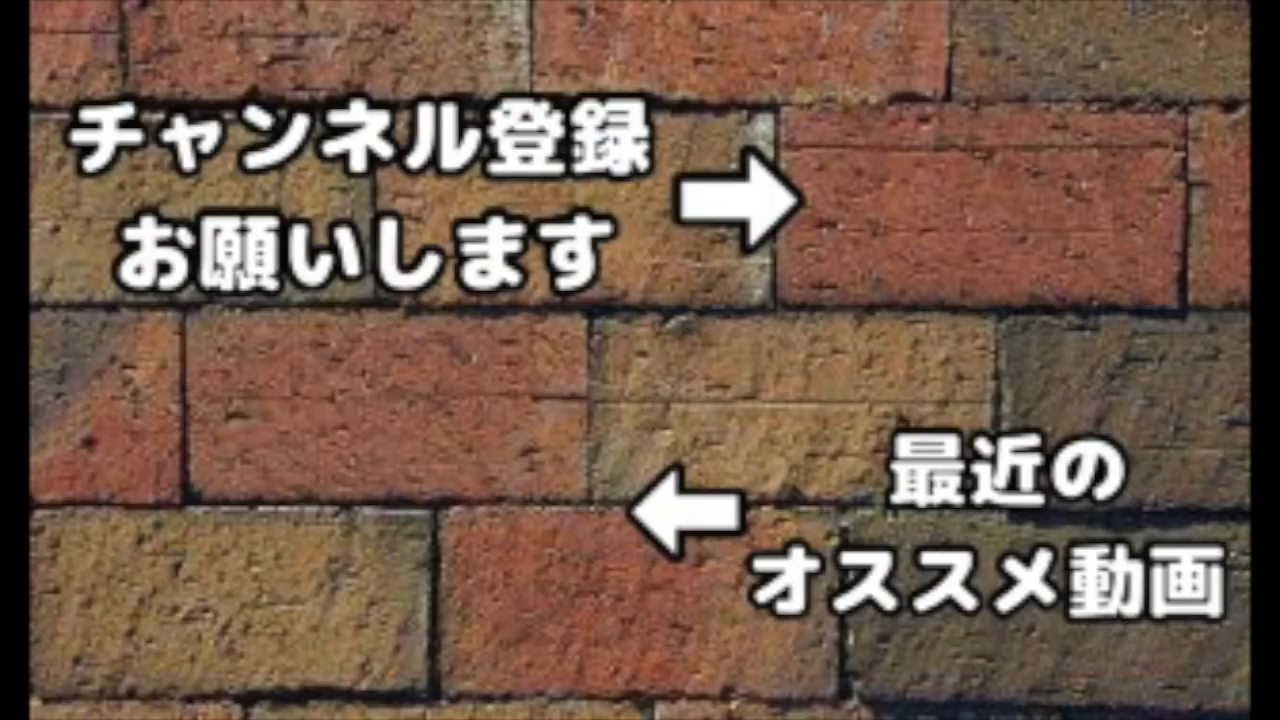 チャンネル登録
お願いします
最近の
オススメ動画